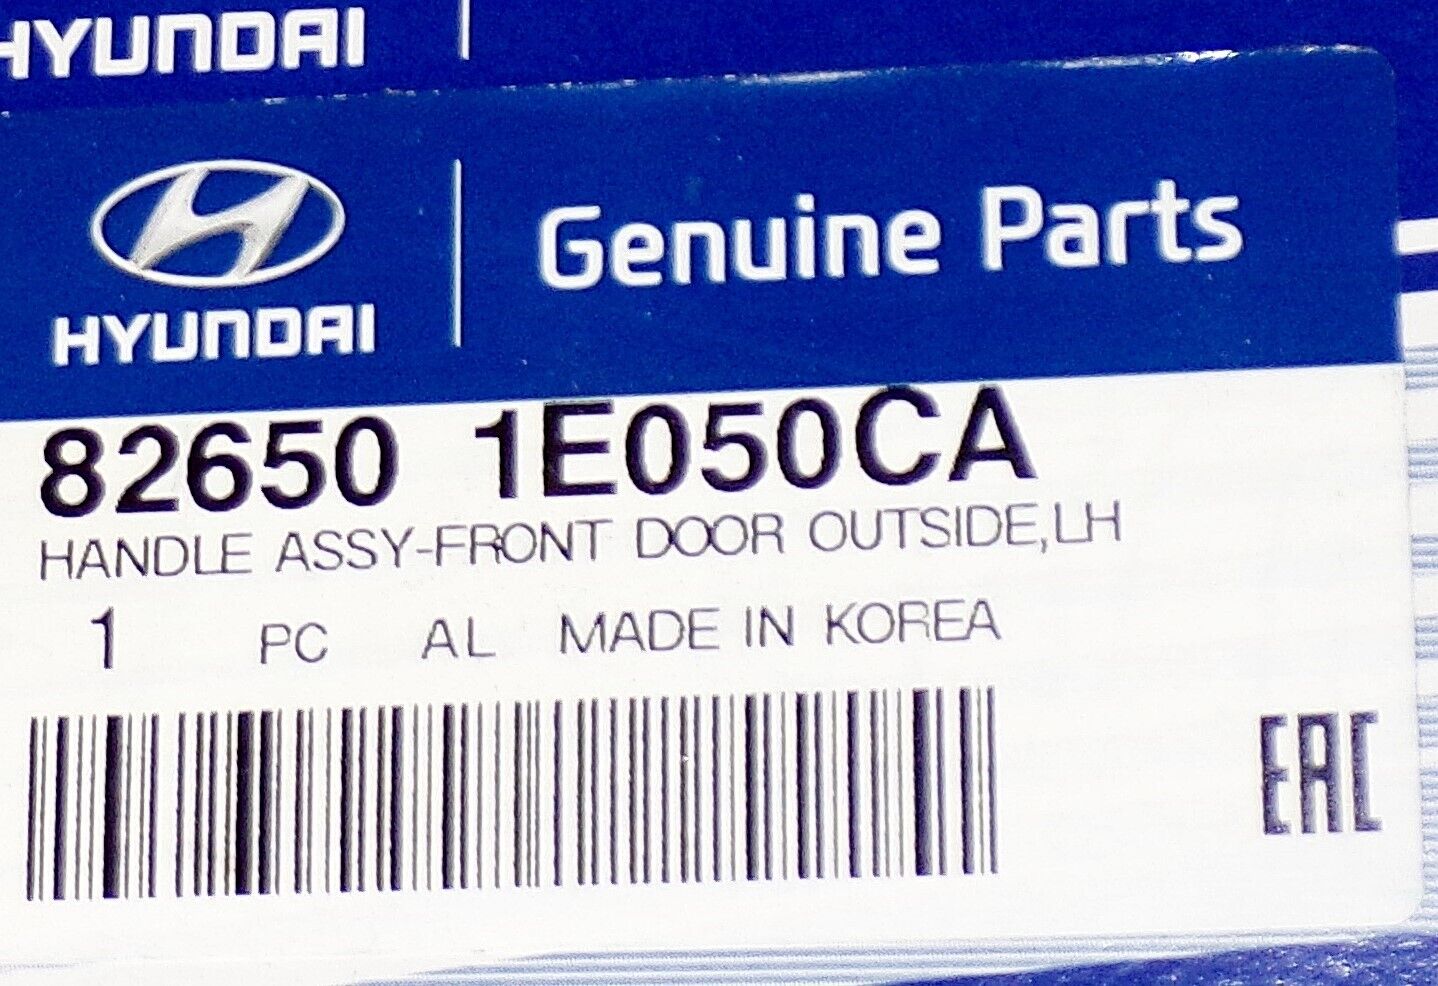 HYUNDAI
HYUNDAI
Genuine Parts
82650 1E050CA
HANDLE ASSY-FRONT DOOR OUTSIDE,LH
1 PC AL MADE IN KOREA
EAC